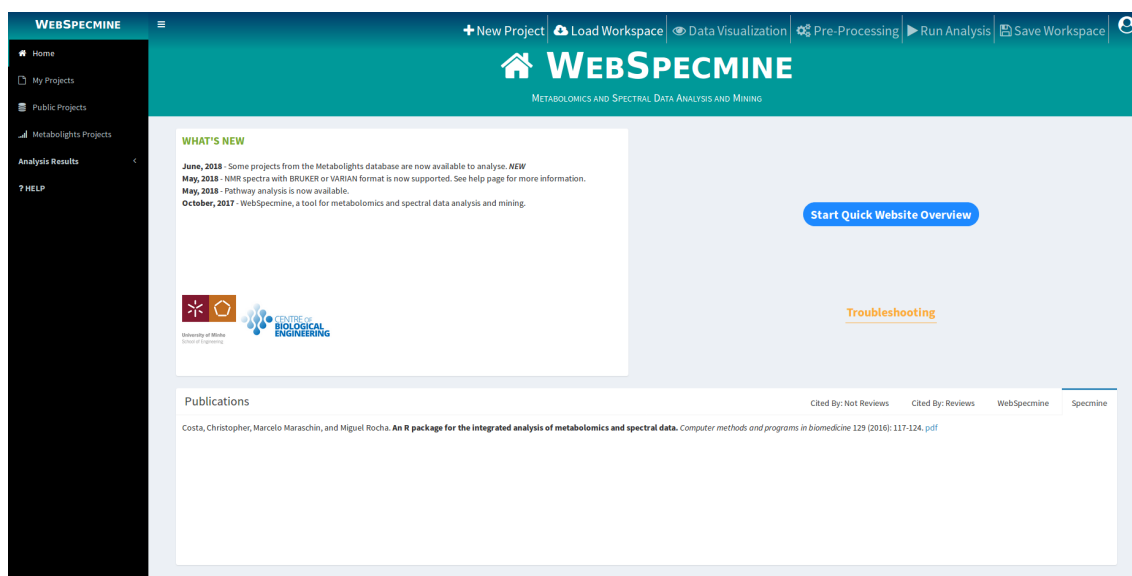 WEBSPECMINE
+New Project
Load Workspace
Data Visualization
Pre-Processing
Run Analysis
Save Workspace
Home
My Projects
Public Projects
Metabolights Projects
Analysis Results
? HELP
WEBSPECMINE
METABOLOMICS AND SPECTRAL DATA ANALYSIS AND MINING
WHAT'S NEW
June, 2018 - Some projects from the Metabolights database are now available to analyse. NEW
May, 2018 - NMR spectra with BRUKER or VARIAN format is now supported. See help page for more information.
May, 2018 - Pathway analysis is now available.
October, 2017 - WebSpecmine, a tool for metabolomics and spectral data analysis and mining.
University of Minho
School of Engineering
CENTRE OF
BIOLOGICAL
ENGINEERING
Start Quick Website Overview
Troubleshooting
Publications
Cited By: Not Reviews
Cited By: Reviews
WebSpecmine
Specmine
Costa, Christopher, Marcelo Maraschin, and Miguel Rocha. An R package for the integrated analysis of metabolomics and spectral data. Computer methods and programs in biomedicine 129 (2016): 117-124. pdf